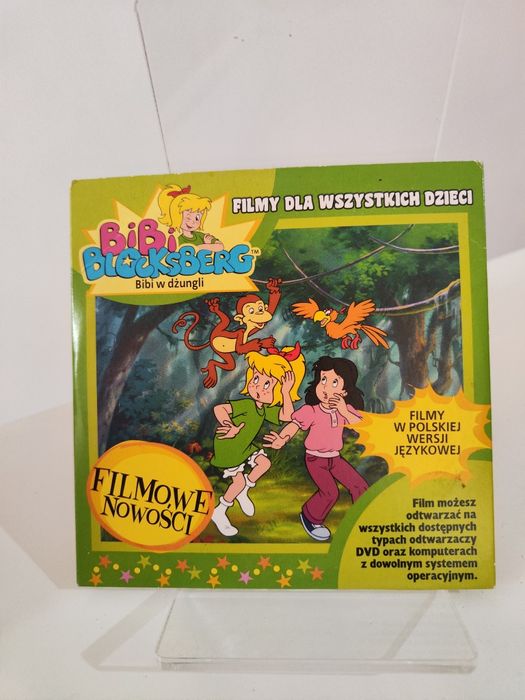 FILMY DLA WSZYSTKICH DZIECI
BiBi
BLOCKSBERG™
Bibi w dżungli
FILMY
W POLSKIEJ
WERSJI
JĘZYKOWEJ
FILMOWE
NOWOŚCI
Film możesz
odtwarzać na
wszystkich dostępnych
typach odtwarzaczy
DVD oraz komputerach
z dowolnym systemem
operacyjnym.